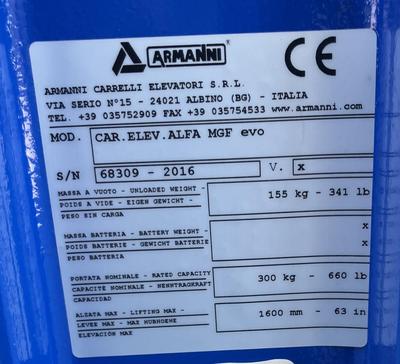 ARMANNI CE
ARMANNI CARRELLI ELEVATORI S.R.L.
VIA SERIO N°15 - 24021 ALBINO (BG) - ITALIA
TEL. +39 035752909 FAX +39 035754533 www.armanni.com
MOD. CAR.ELEV.ALFA MGF evo
S/N 68309 - 2016 V. x
MASSA A VUOTO - UNLOADED WEIGHT - 155 kg - 341 lb
POIDS A VIDE - EIGEN GEWICHT -
PESO SIN CARGA
MASSA BATTERIA - BATTERY WEIGHT - x
POIDS BATTERIE - GEWICHT BATTERIE x
PESO BATTERIA
PORTATA NOMINALE - RATED CAPACITY 300 kg - 660 lb
CAPACITÉ NOMINALE - NENNTRAGKRAFT
CAPACIDAD
ALZATA MAX - LIFTING MAX - 1600 mm - 63 in
LEVEE MAX - MAX HUBHOENE